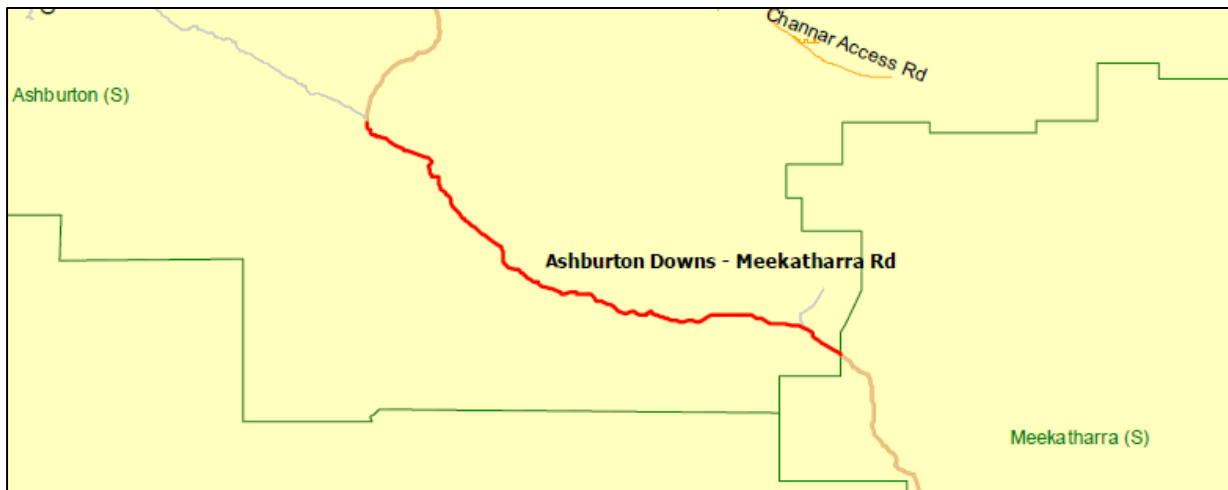 Channar Access Rd
Ashburton (S)
Ashburton Downs - Meekatharra Rd
Meekatharra (S)